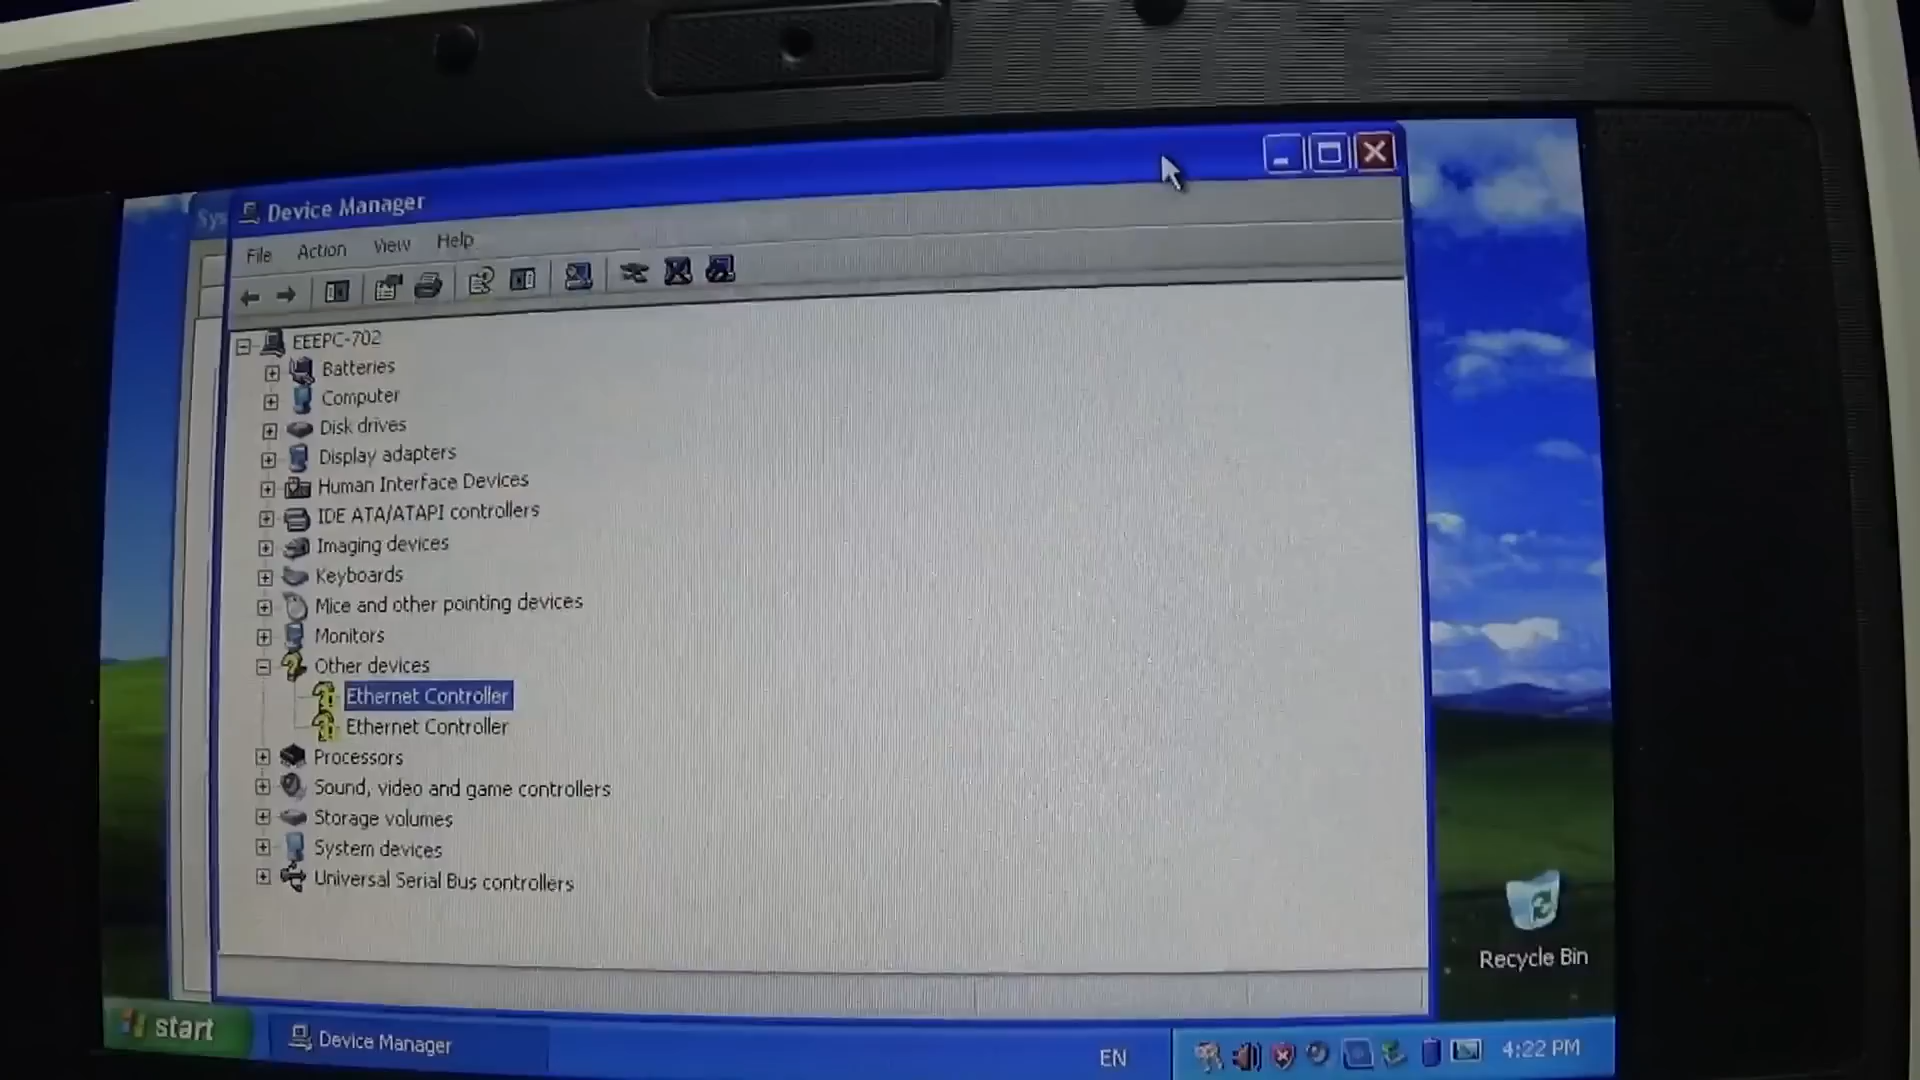 Sys
Device Manager
File Action View Help
EEEPC-702
Batteries
Computer
Disk drives
Display adapters
Human Interface Devices
IDE ATA/ATAPI controllers
Imaging devices
Keyboards
Mice and other pointing devices
Monitors
Other devices
Ethernet Controller
Ethernet Controller
Processors
Sound, video and game controllers
Storage volumes
System devices
Universal Serial Bus controllers
Recycle Bin
start
Device Manager
EN
4:22 PM